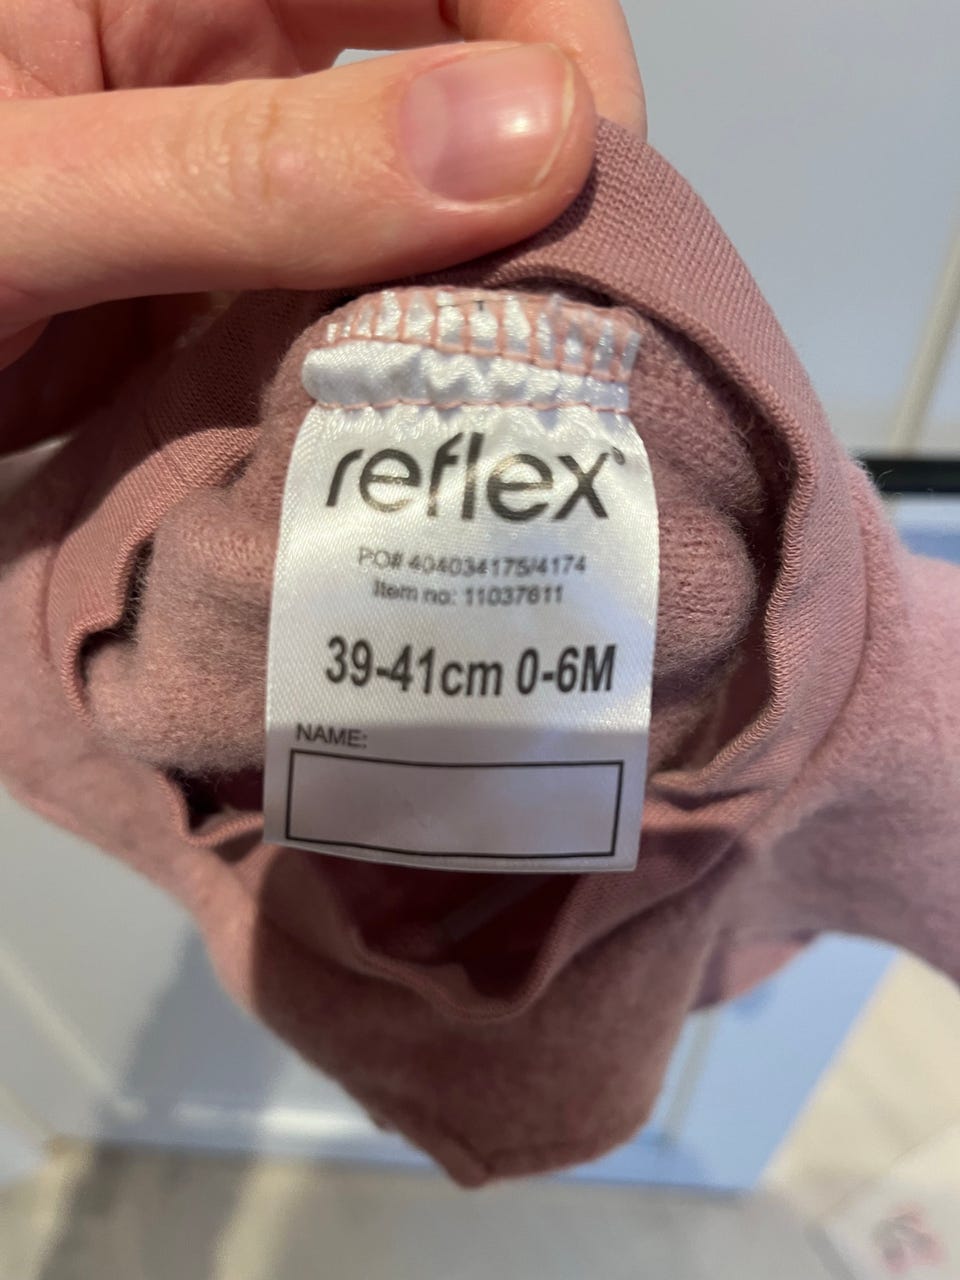 reflex®
PO# 404034175/4174
Item no: 11037611
39-41cm 0-6M
NAME: